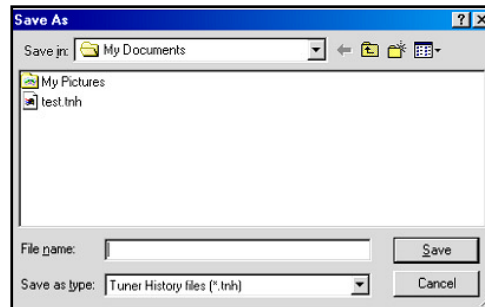 Save As
Save in: My Documents
My Pictures
test.tnh
File name:
Save
Save as type: Tuner History files (*.tnh)
Cancel